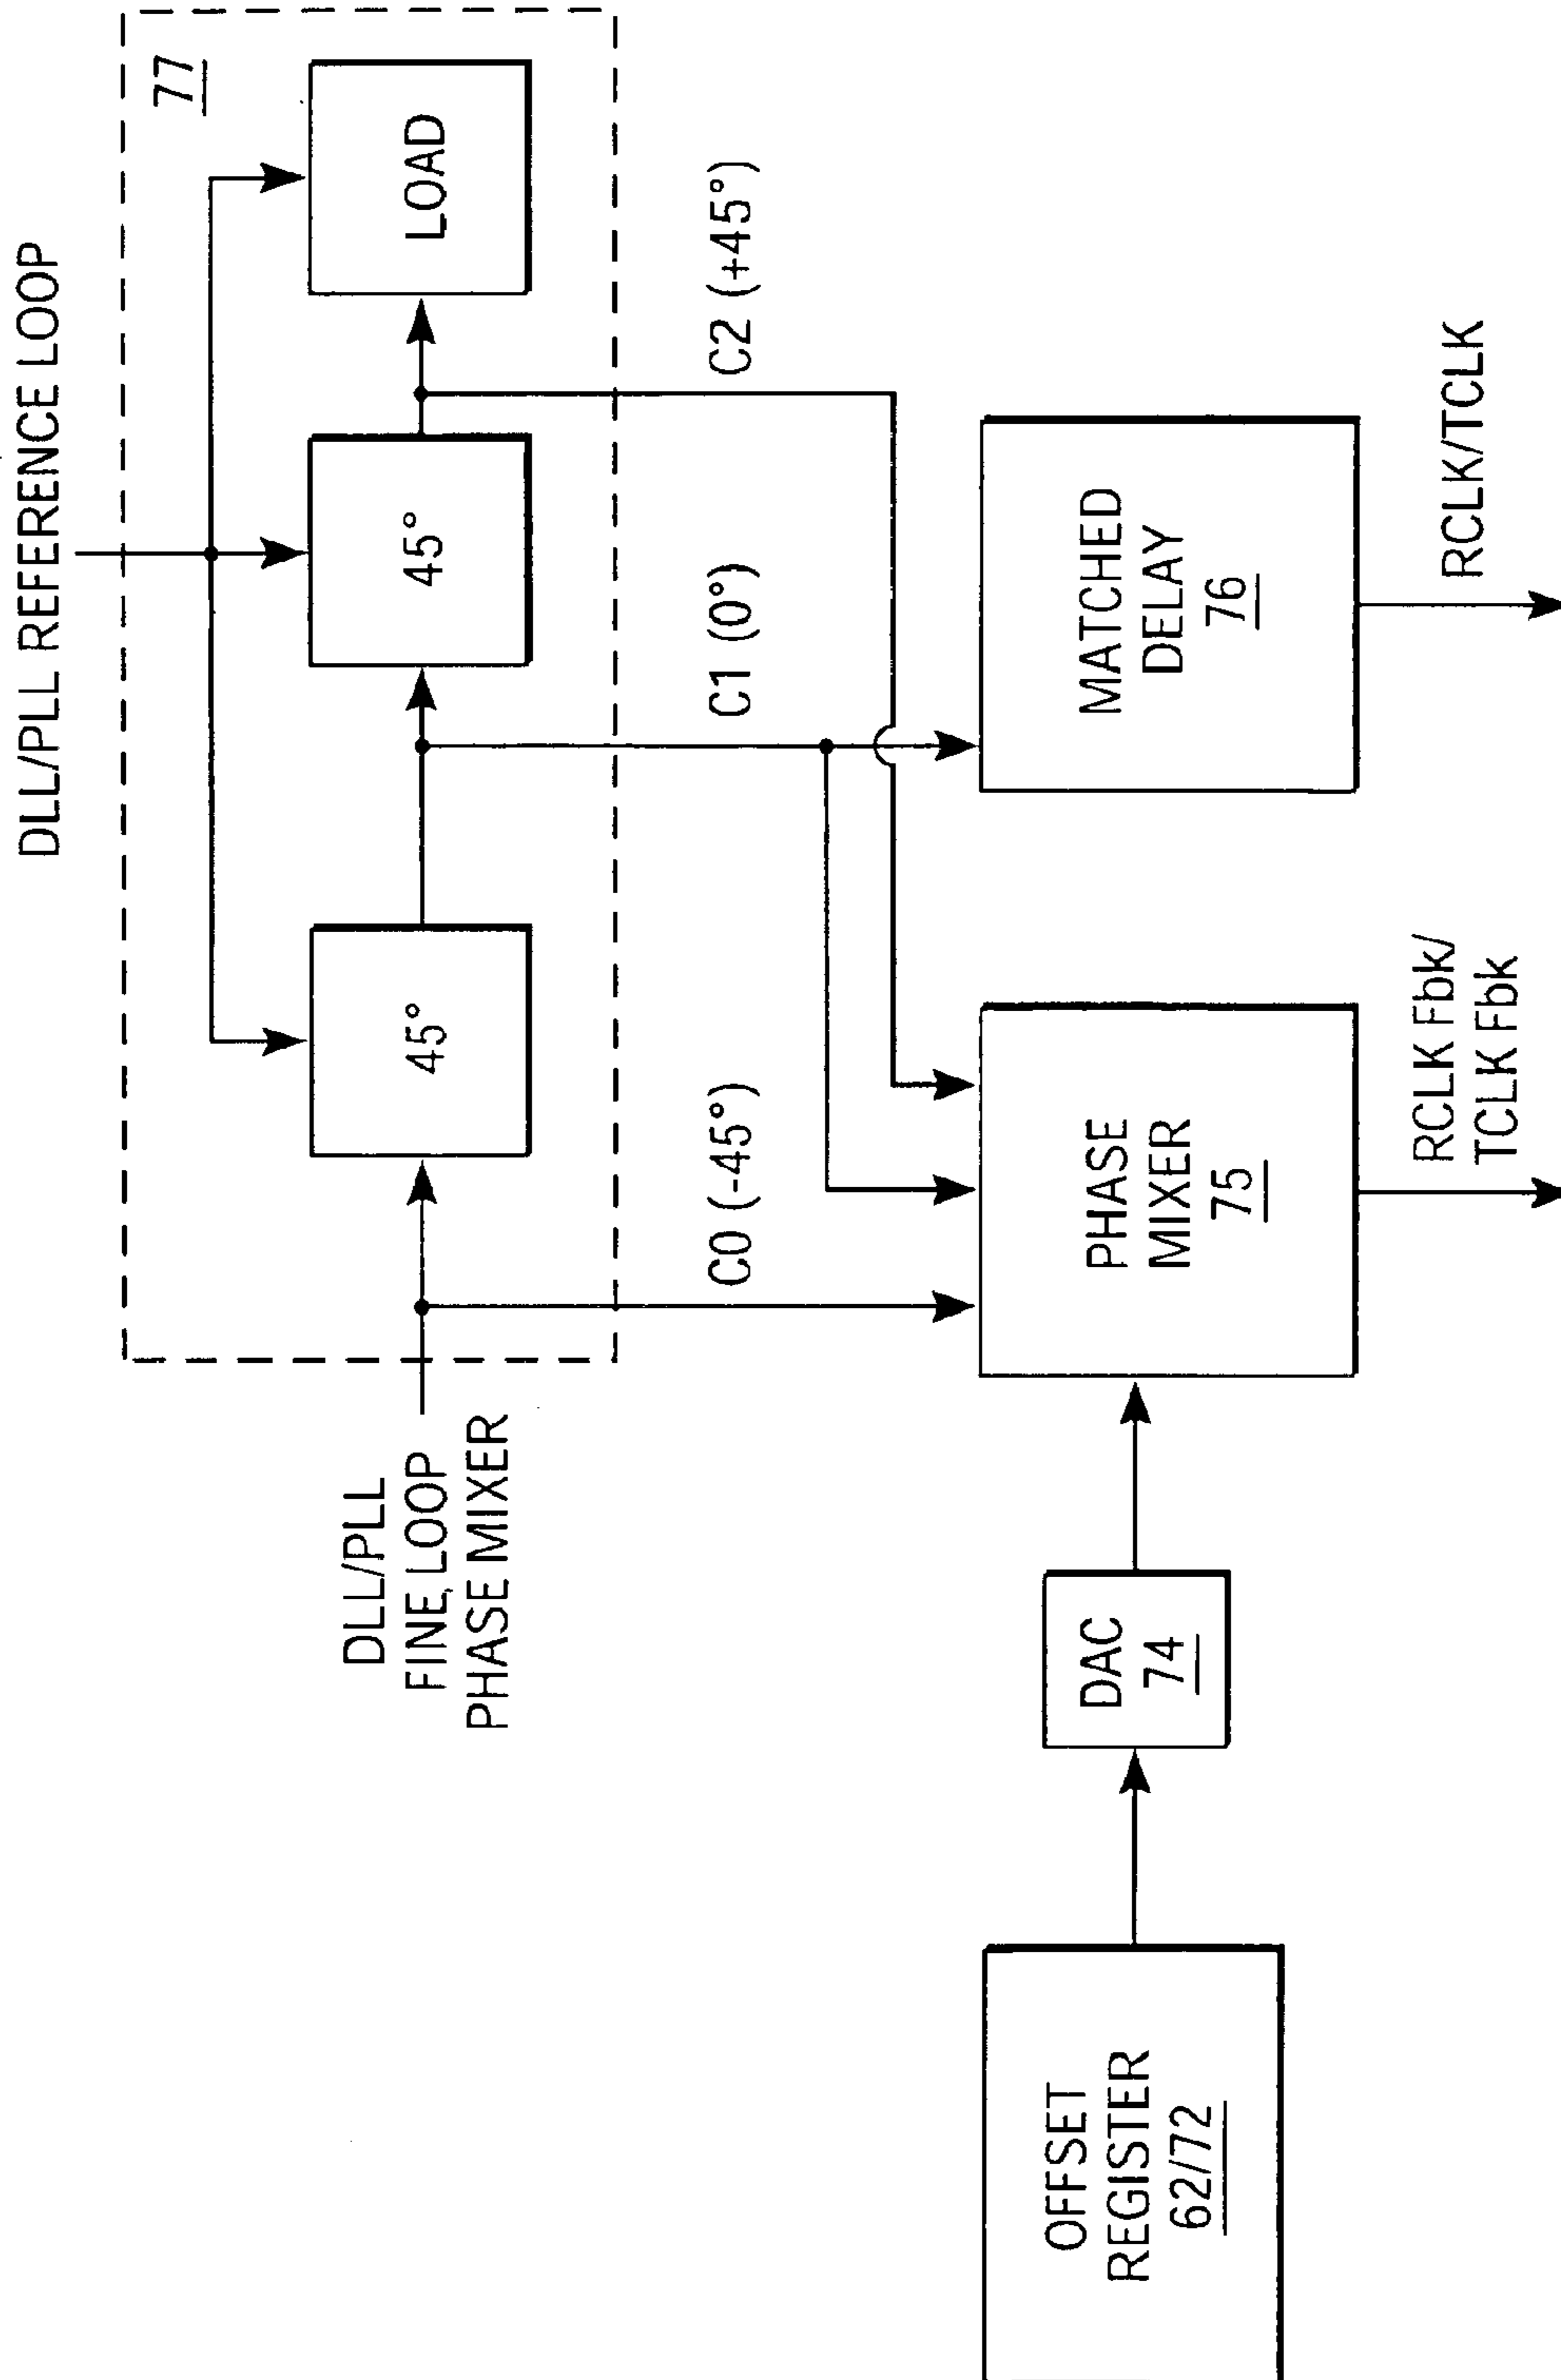 DLL/PLL REFERENCE LOOP
77
45°
45°
LOAD
DLL/PLL
FINE LOOP
PHASE MIXER
C0 (-45°)
C1 (0°)
C2 (+45°)
OFFSET
REGISTER
62/72
DAC
74
PHASE
MIXER
75
MATCHED
DELAY
76
RCLK Fbk/
TCLK Fbk
RCLK/TCLK